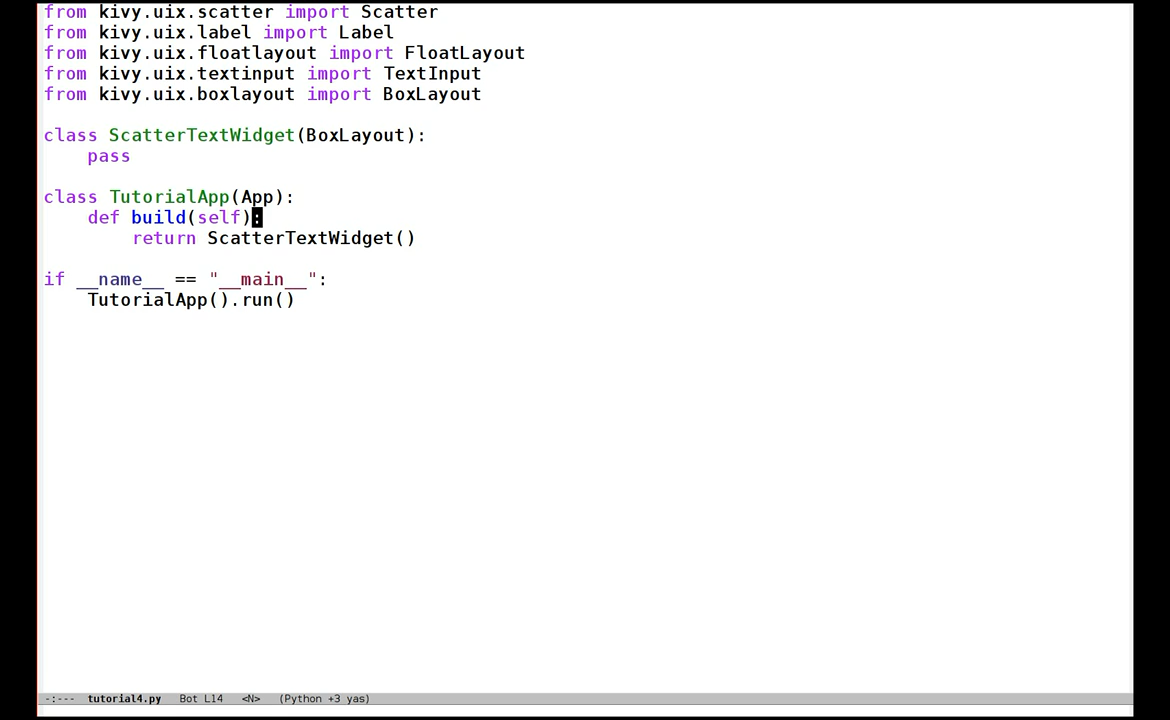 from kivy.uix.scatter import Scatter
from kivy.uix.label import Label
from kivy.uix.floatlayout import FloatLayout
from kivy.uix.textinput import TextInput
from kivy.uix.boxlayout import BoxLayout
class ScatterTextWidget(BoxLayout):
    pass
class TutorialApp(App):
    def build(self):
        return ScatterTextWidget()
if __name__ == "__main__":
    TutorialApp().run()
-:--- tutorial4.py Bot L14 <N> (Python +3 yas)